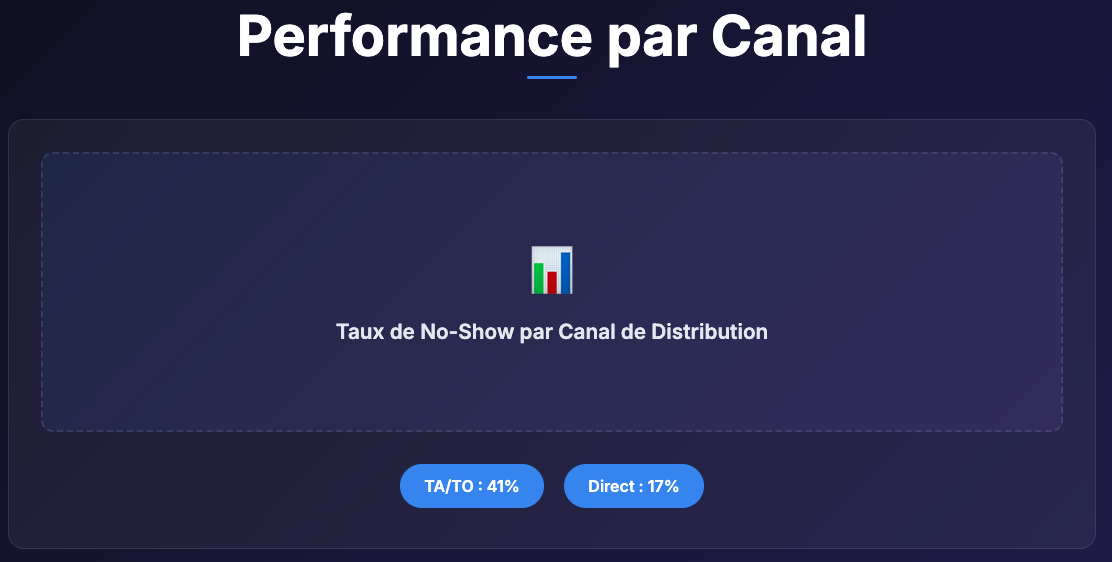 Performance par Canal
Taux de No-Show par Canal de Distribution
TA/TO : 41%
Direct : 17%